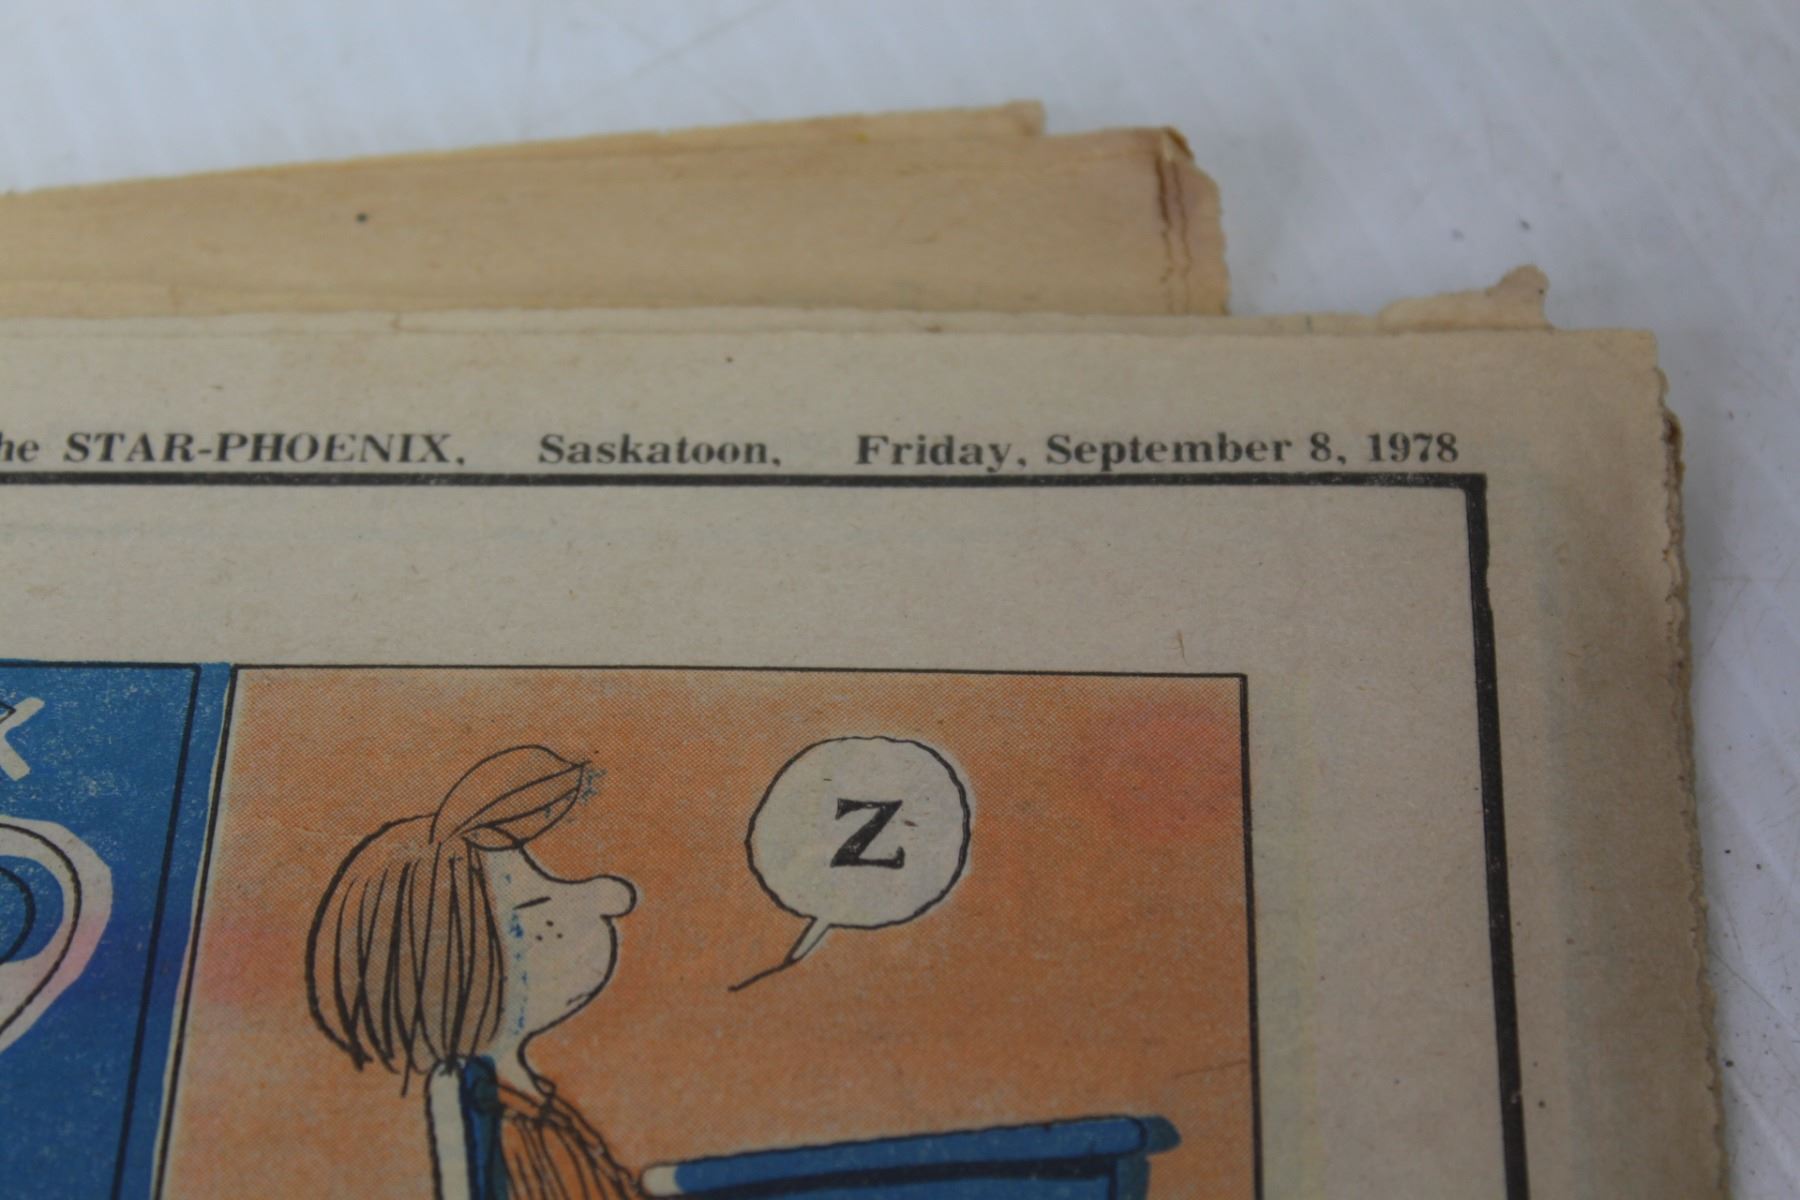 he STAR-PHOENIX, Saskatoon, Friday, September 8, 1978
Z